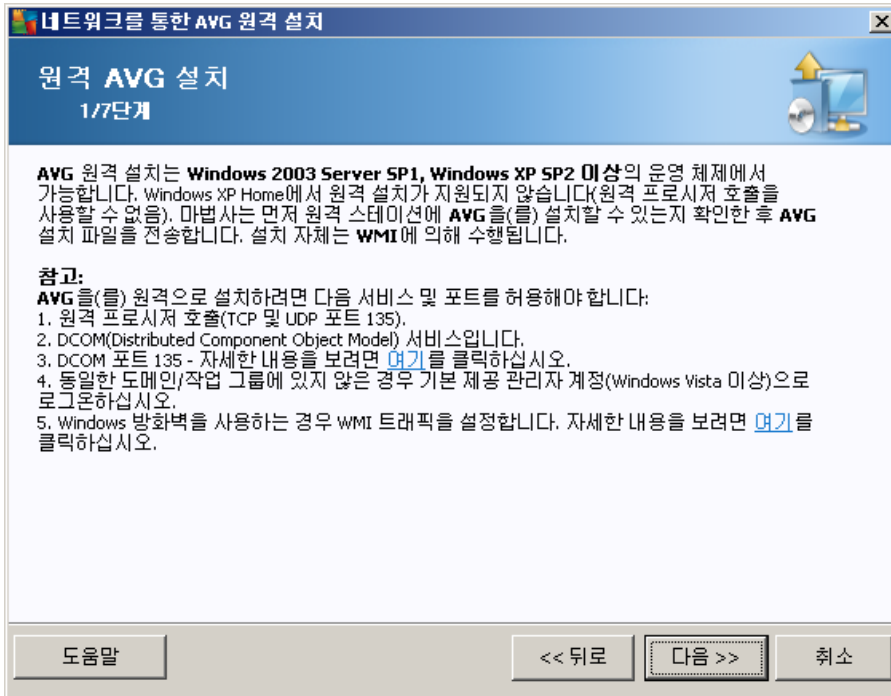 네트워크를 통한 AVG 원격 설치
원격 AVG 설치
1/7단계
AVG 원격 설치는 Windows 2003 Server SP1, Windows XP SP2 이상의 운영 체제에서
가능합니다. Windows XP Home에서 원격 설치가 지원되지 않습니다(원격 프로시저 호출을
사용할 수 없음). 마법사는 먼저 원격 스테이션에 AVG을(를) 설치할 수 있는지 확인한 후 AVG
설치 파일을 전송합니다. 설치 자체는 WMI에 의해 수행됩니다.
참고:
AVG을(를) 원격으로 설치하려면 다음 서비스 및 포트를 허용해야 합니다:
1. 원격 프로시저 호출(TCP 및 UDP 포트 135).
2. DCOM(Distributed Component Object Model) 서비스입니다.
3. DCOM 포트 135 - 자세한 내용을 보려면 여기를 클릭하십시오.
4. 동일한 도메인/작업 그룹에 있지 않은 경우 기본 제공 관리자 계정(Windows Vista 이상)으로
로그온하십시오.
5. Windows 방화벽을 사용하는 경우 WMI 트래픽을 설정합니다. 자세한 내용을 보려면 여기를
클릭하십시오.
도움말
<< 뒤로
다음 >>
취소